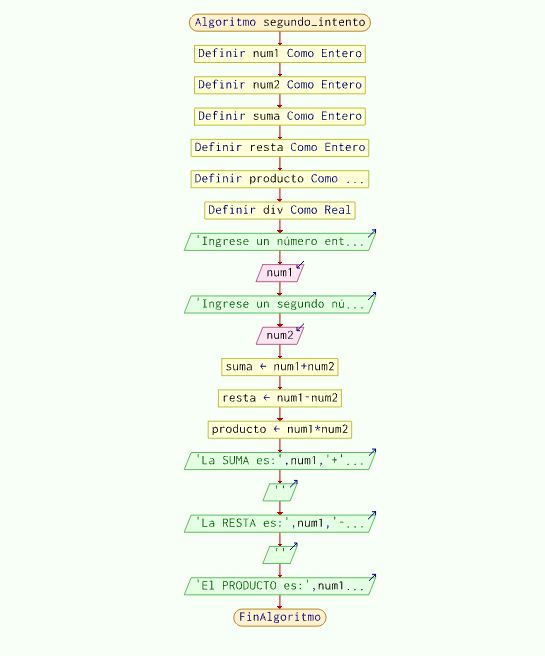 Algoritmo segundo_intento
Definir num1 Como Entero
Definir num2 Como Entero
Definir suma Como Entero
Definir resta Como Entero
Definir producto Como ...
Definir div Como Real
'Ingrese un número ent...
num1
'Ingrese un segundo nú...
num2
suma ← num1+num2
resta ← num1-num2
producto ← num1*num2
'La SUMA es:',num1,'+'...
''
'La RESTA es:',num1,'-...
''
'El PRODUCTO es:',num1...
FinAlgoritmo